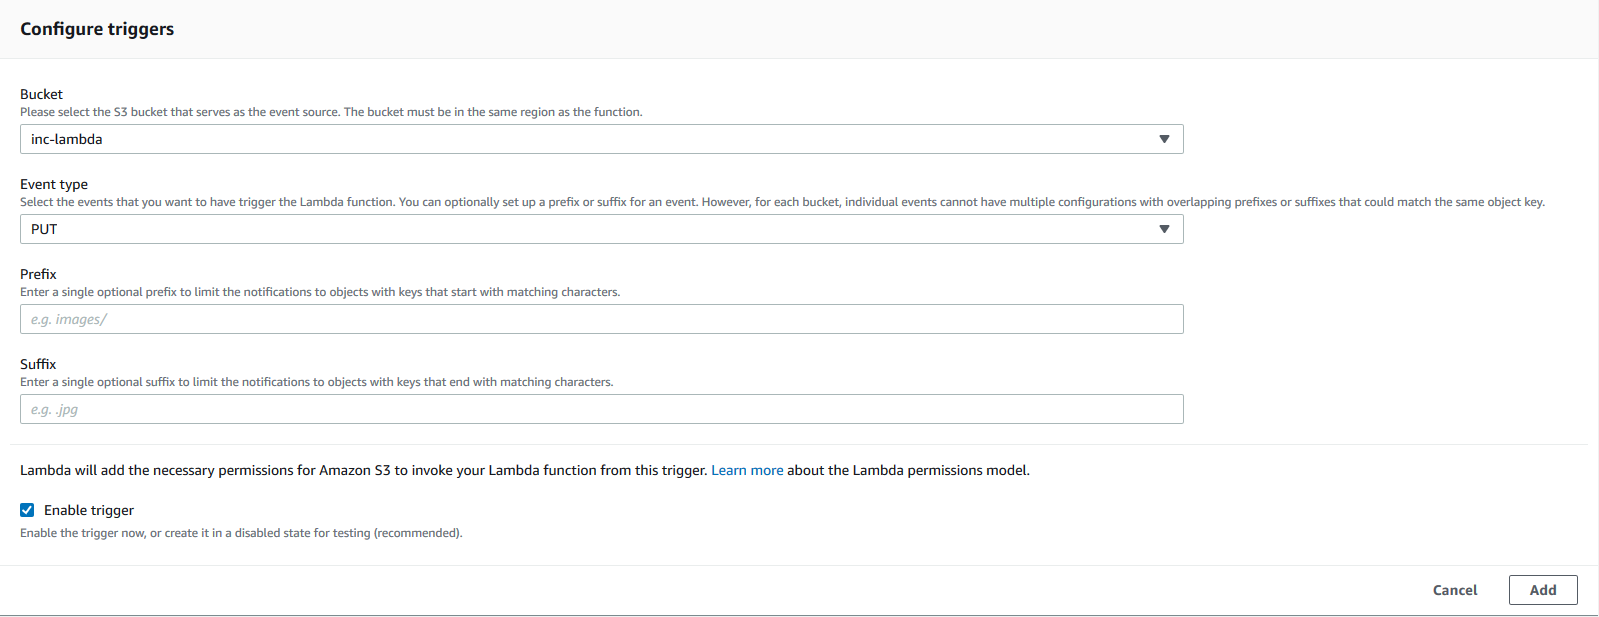 Configure triggers
Bucket
Please select the S3 bucket that serves as the event source. The bucket must be in the same region as the function.
inc-lambda
Event type
Select the events that you want to have trigger the Lambda function. You can optionally set up a prefix or suffix for an event. However, for each bucket, individual events cannot have multiple configurations with overlapping prefixes or suffixes that could match the same object key.
PUT
Prefix
Enter a single optional prefix to limit the notifications to objects with keys that start with matching characters.
e.g. images/
Suffix
Enter a single optional suffix to limit the notifications to objects with keys that end with matching characters.
e.g. .jpg
Lambda will add the necessary permissions for Amazon S3 to invoke your Lambda function from this trigger. Learn more about the Lambda permissions model.
Enable trigger
Enable the trigger now, or create it in a disabled state for testing (recommended).
Cancel Add